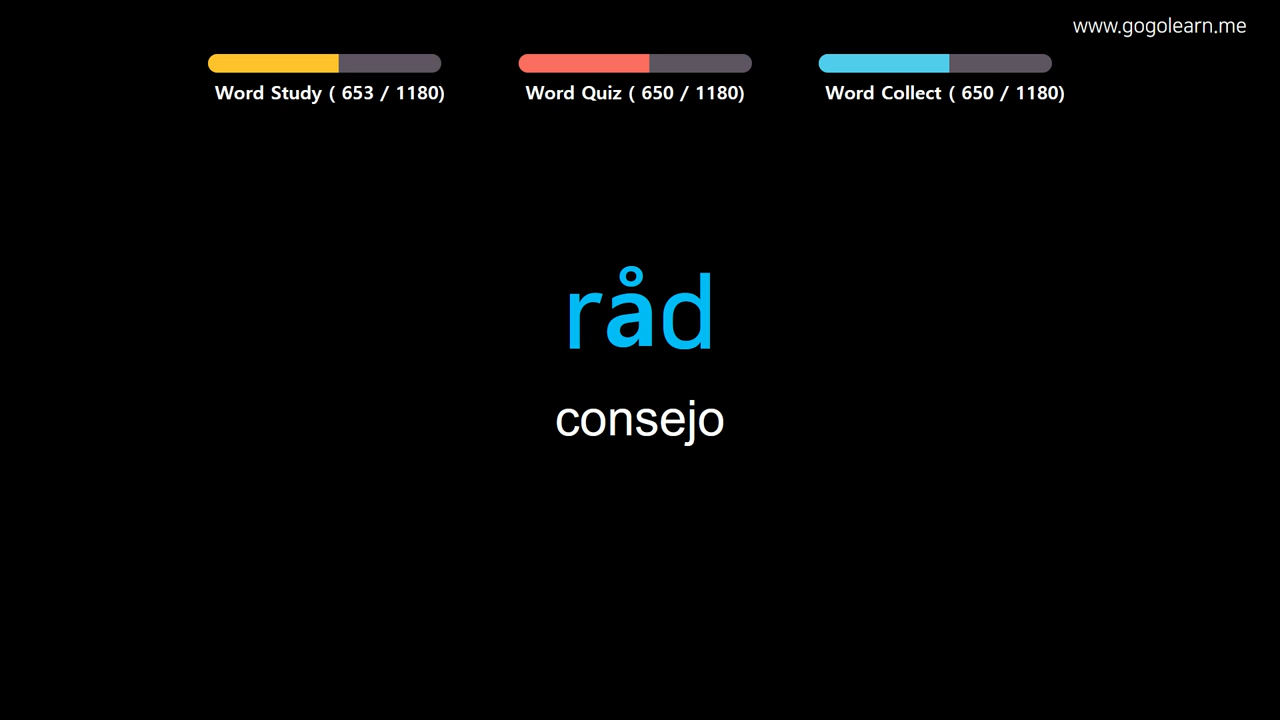 www.gogolearn.me
Word Study ( 653 / 1180)
Word Quiz ( 650 / 1180)
Word Collect ( 650 / 1180)
råd
consejo